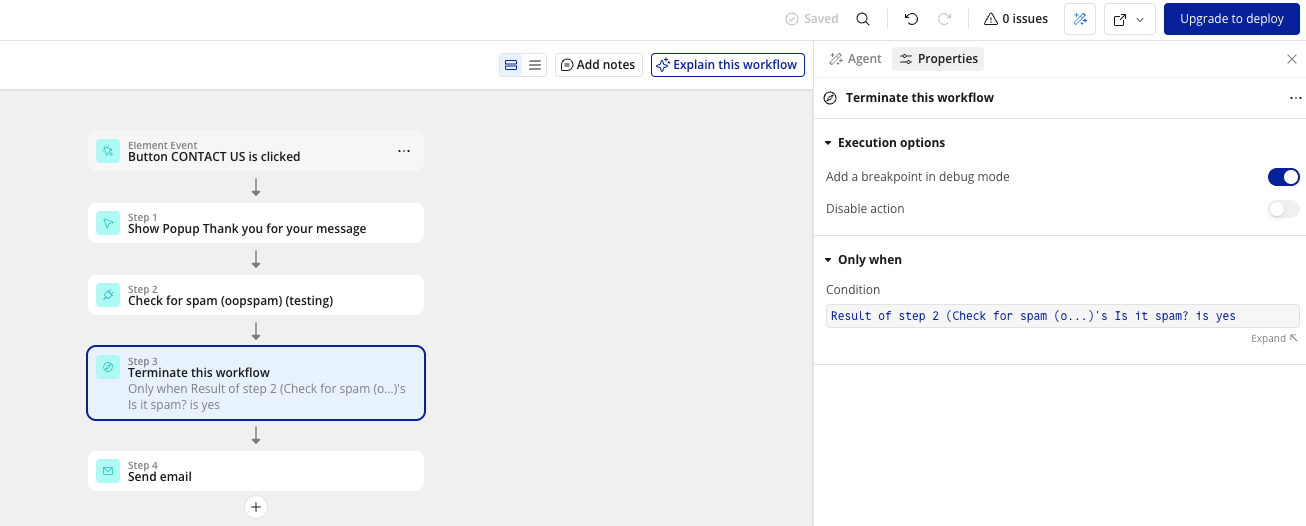 Saved
0 issues
Upgrade to deploy
Add notes
Explain this workflow
Agent
Properties
Terminate this workflow
Execution options
Add a breakpoint in debug mode
Disable action
Only when
Condition
Result of step 2 (Check for spam (o...)'s Is it spam? is yes
Expand
Element Event
Button CONTACT US is clicked
Step 1
Show Popup Thank you for your message
Step 2
Check for spam (oopspam) (testing)
Step 3
Terminate this workflow
Only when Result of step 2 (Check for spam (o...)'s
Is it spam? is yes
Step 4
Send email